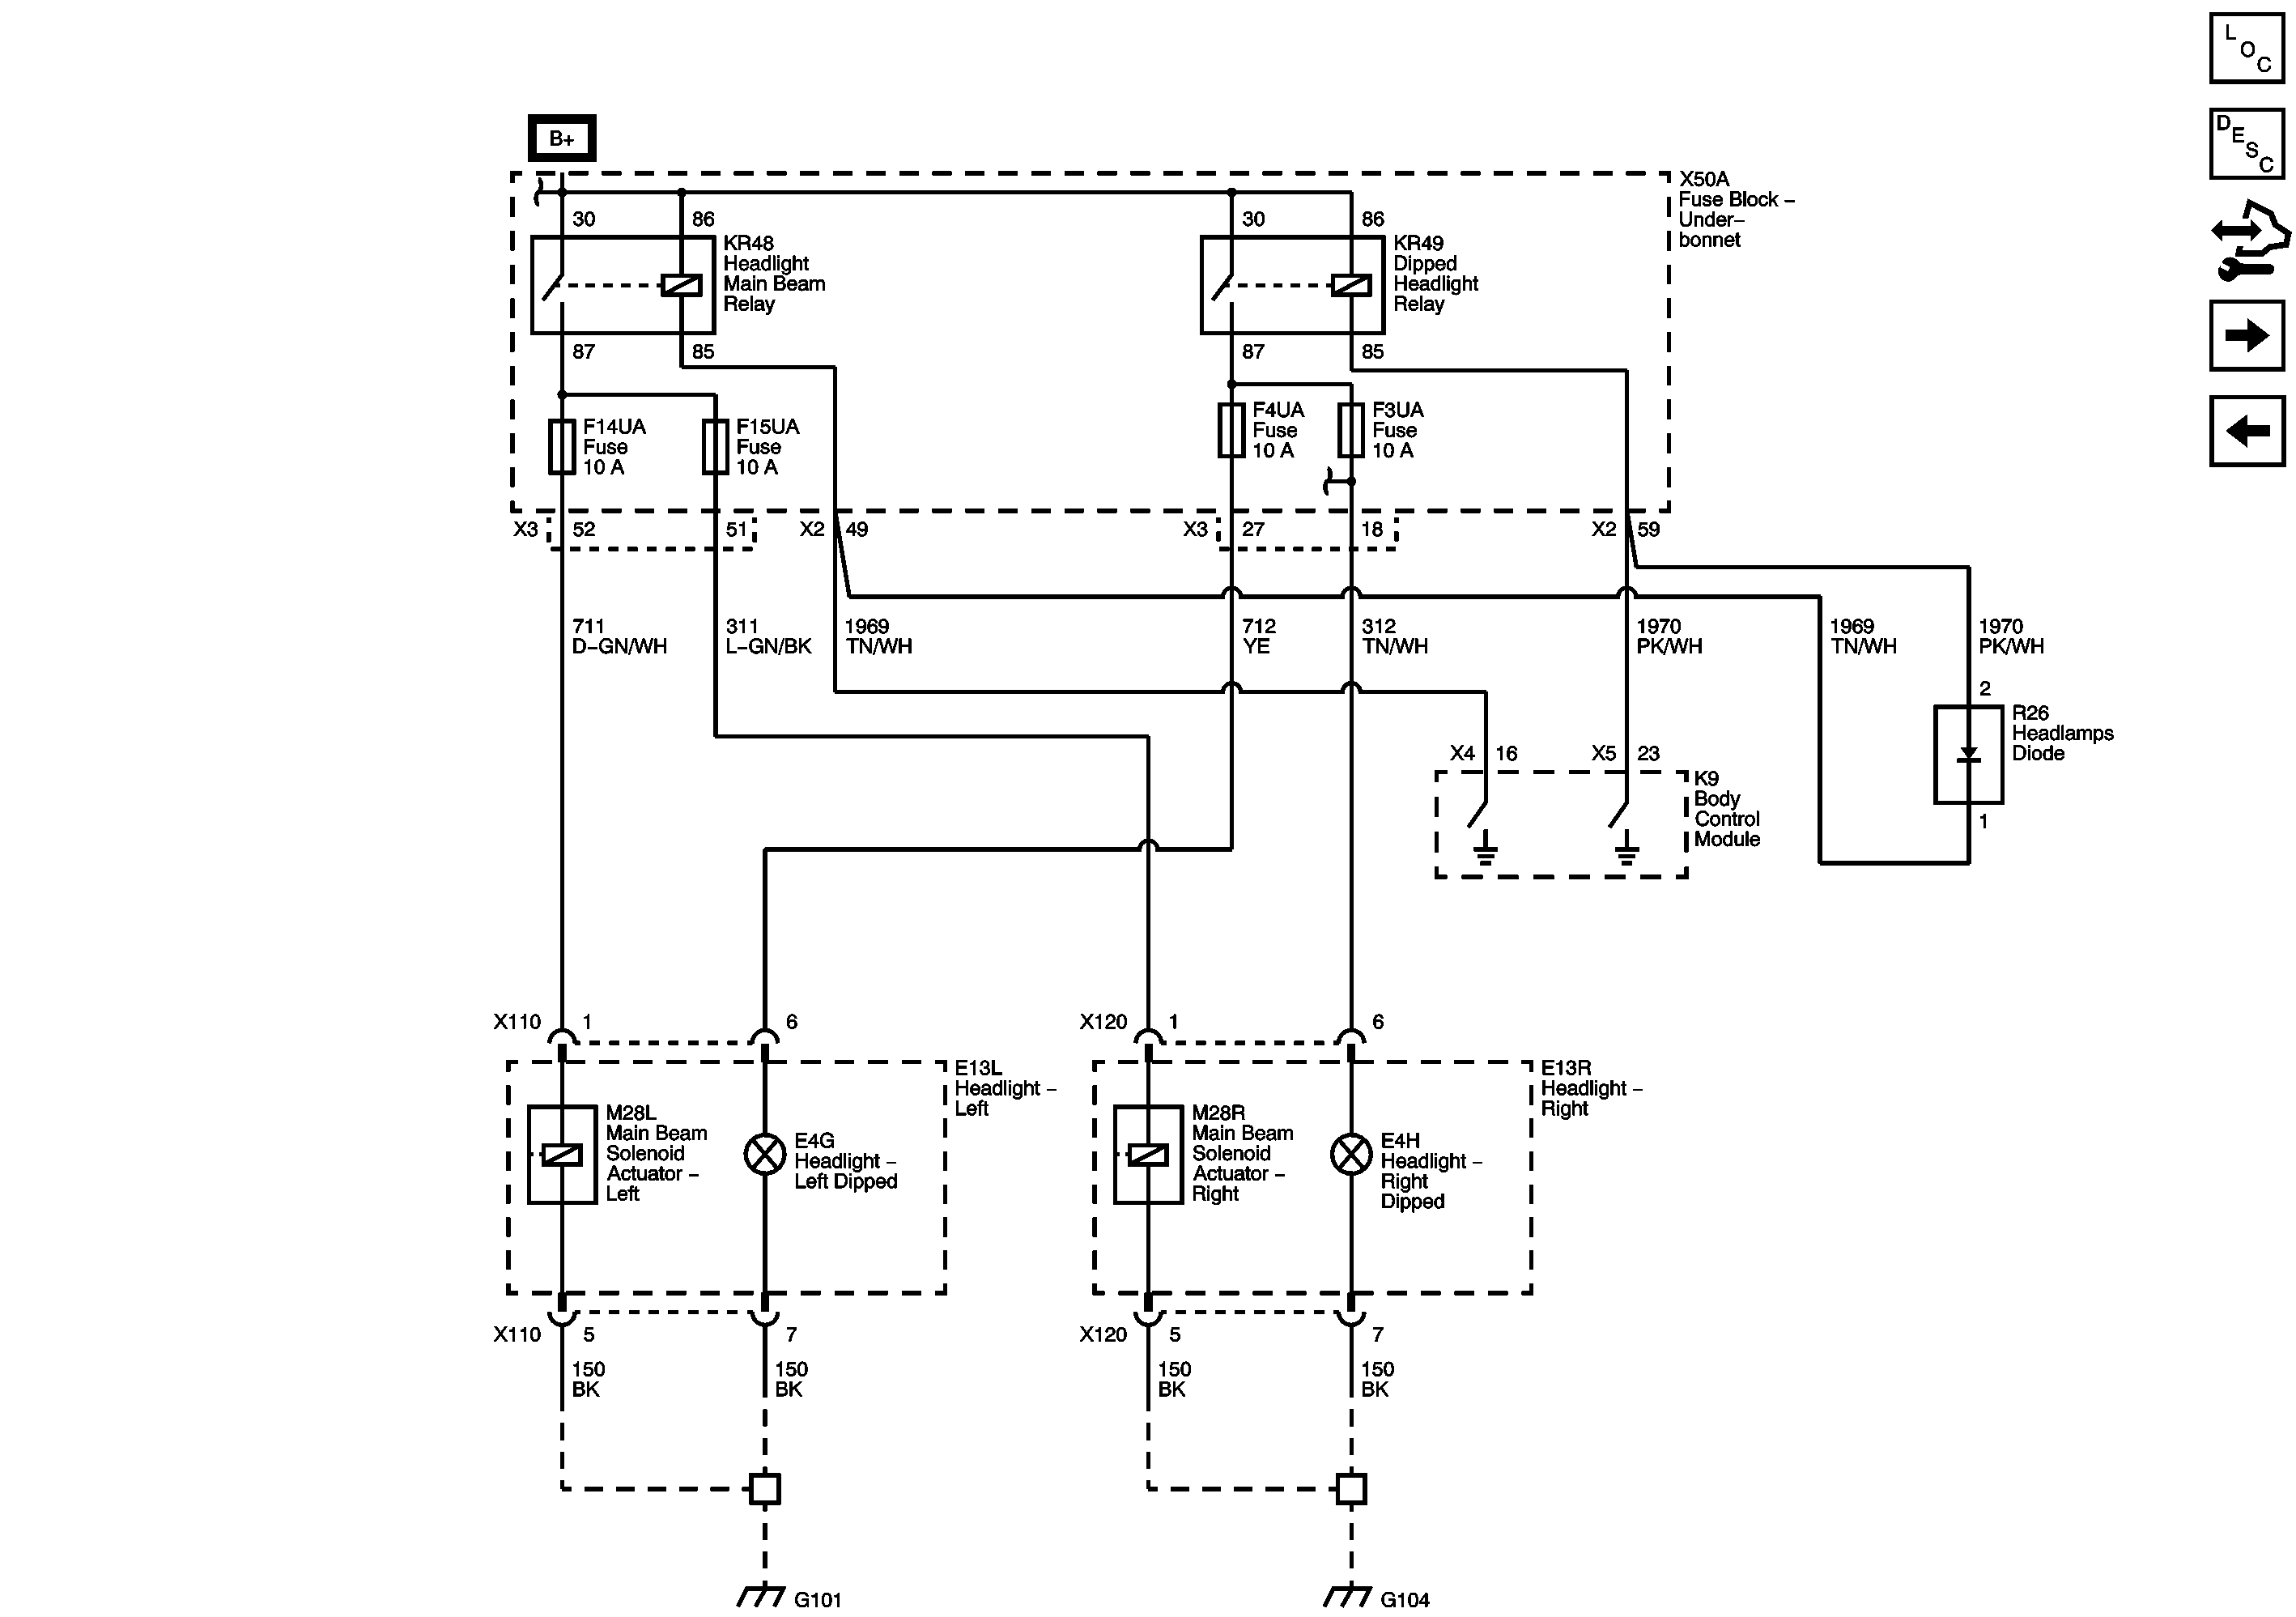 L
O
C
D
E
S
C
B+
X50A
Fuse Block –
Under–
bonnet
30
86
KR48
Headlight
Main Beam
Relay
30
86
KR49
Dipped
Headlight
Relay
87
85
87
85
F14UA
Fuse
10 A
F15UA
Fuse
10 A
F4UA
Fuse
10 A
F3UA
Fuse
10 A
X3
52
51
X2
49
X3
27
18
X2
59
711
D–GN/WH
311
L–GN/BK
1969
TN/WH
712
YE
312
TN/WH
1970
PK/WH
1969
TN/WH
1970
PK/WH
2
R26
Headlamps
Diode
1
X4
16
X5
23
K9
Body
Control
Module
X110
1
6
X120
1
6
E13L
Headlight –
Left
M28L
Main Beam
Solenoid
Actuator –
Left
E4G
Headlight –
Left Dipped
E13R
Headlight –
Right
M28R
Main Beam
Solenoid
Actuator –
Right
E4H
Headlight –
Right
Dipped
X110
5
7
X120
5
7
150
BK
150
BK
150
BK
150
BK
G101
G104